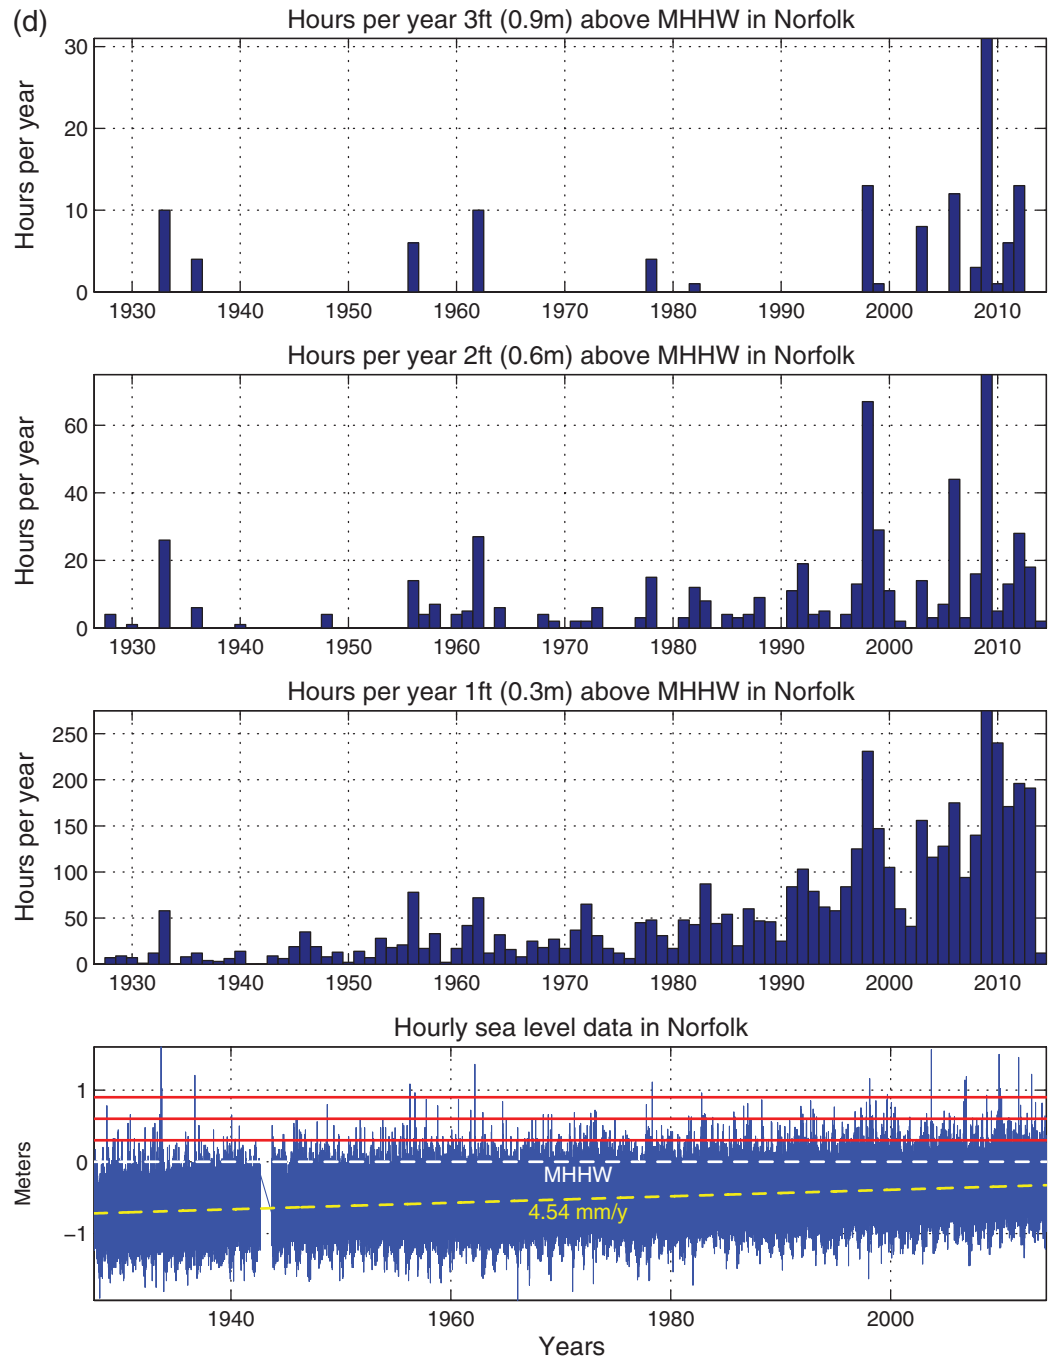 (d)
Hours per year 3ft (0.9m) above MHHW in Norfolk
Hours per year
30
20
10
0
1930 1940 1950 1960 1970 1980 1990 2000 2010
Hours per year 2ft (0.6m) above MHHW in Norfolk
Hours per year
60
40
20
0
1930 1940 1950 1960 1970 1980 1990 2000 2010
Hours per year 1ft (0.3m) above MHHW in Norfolk
Hours per year
250
200
150
100
50
0
1930 1940 1950 1960 1970 1980 1990 2000 2010
Hourly sea level data in Norfolk
Meters
1
0
MHHW
4.54 mm/y
−1
1940 1960 1980 2000
Years